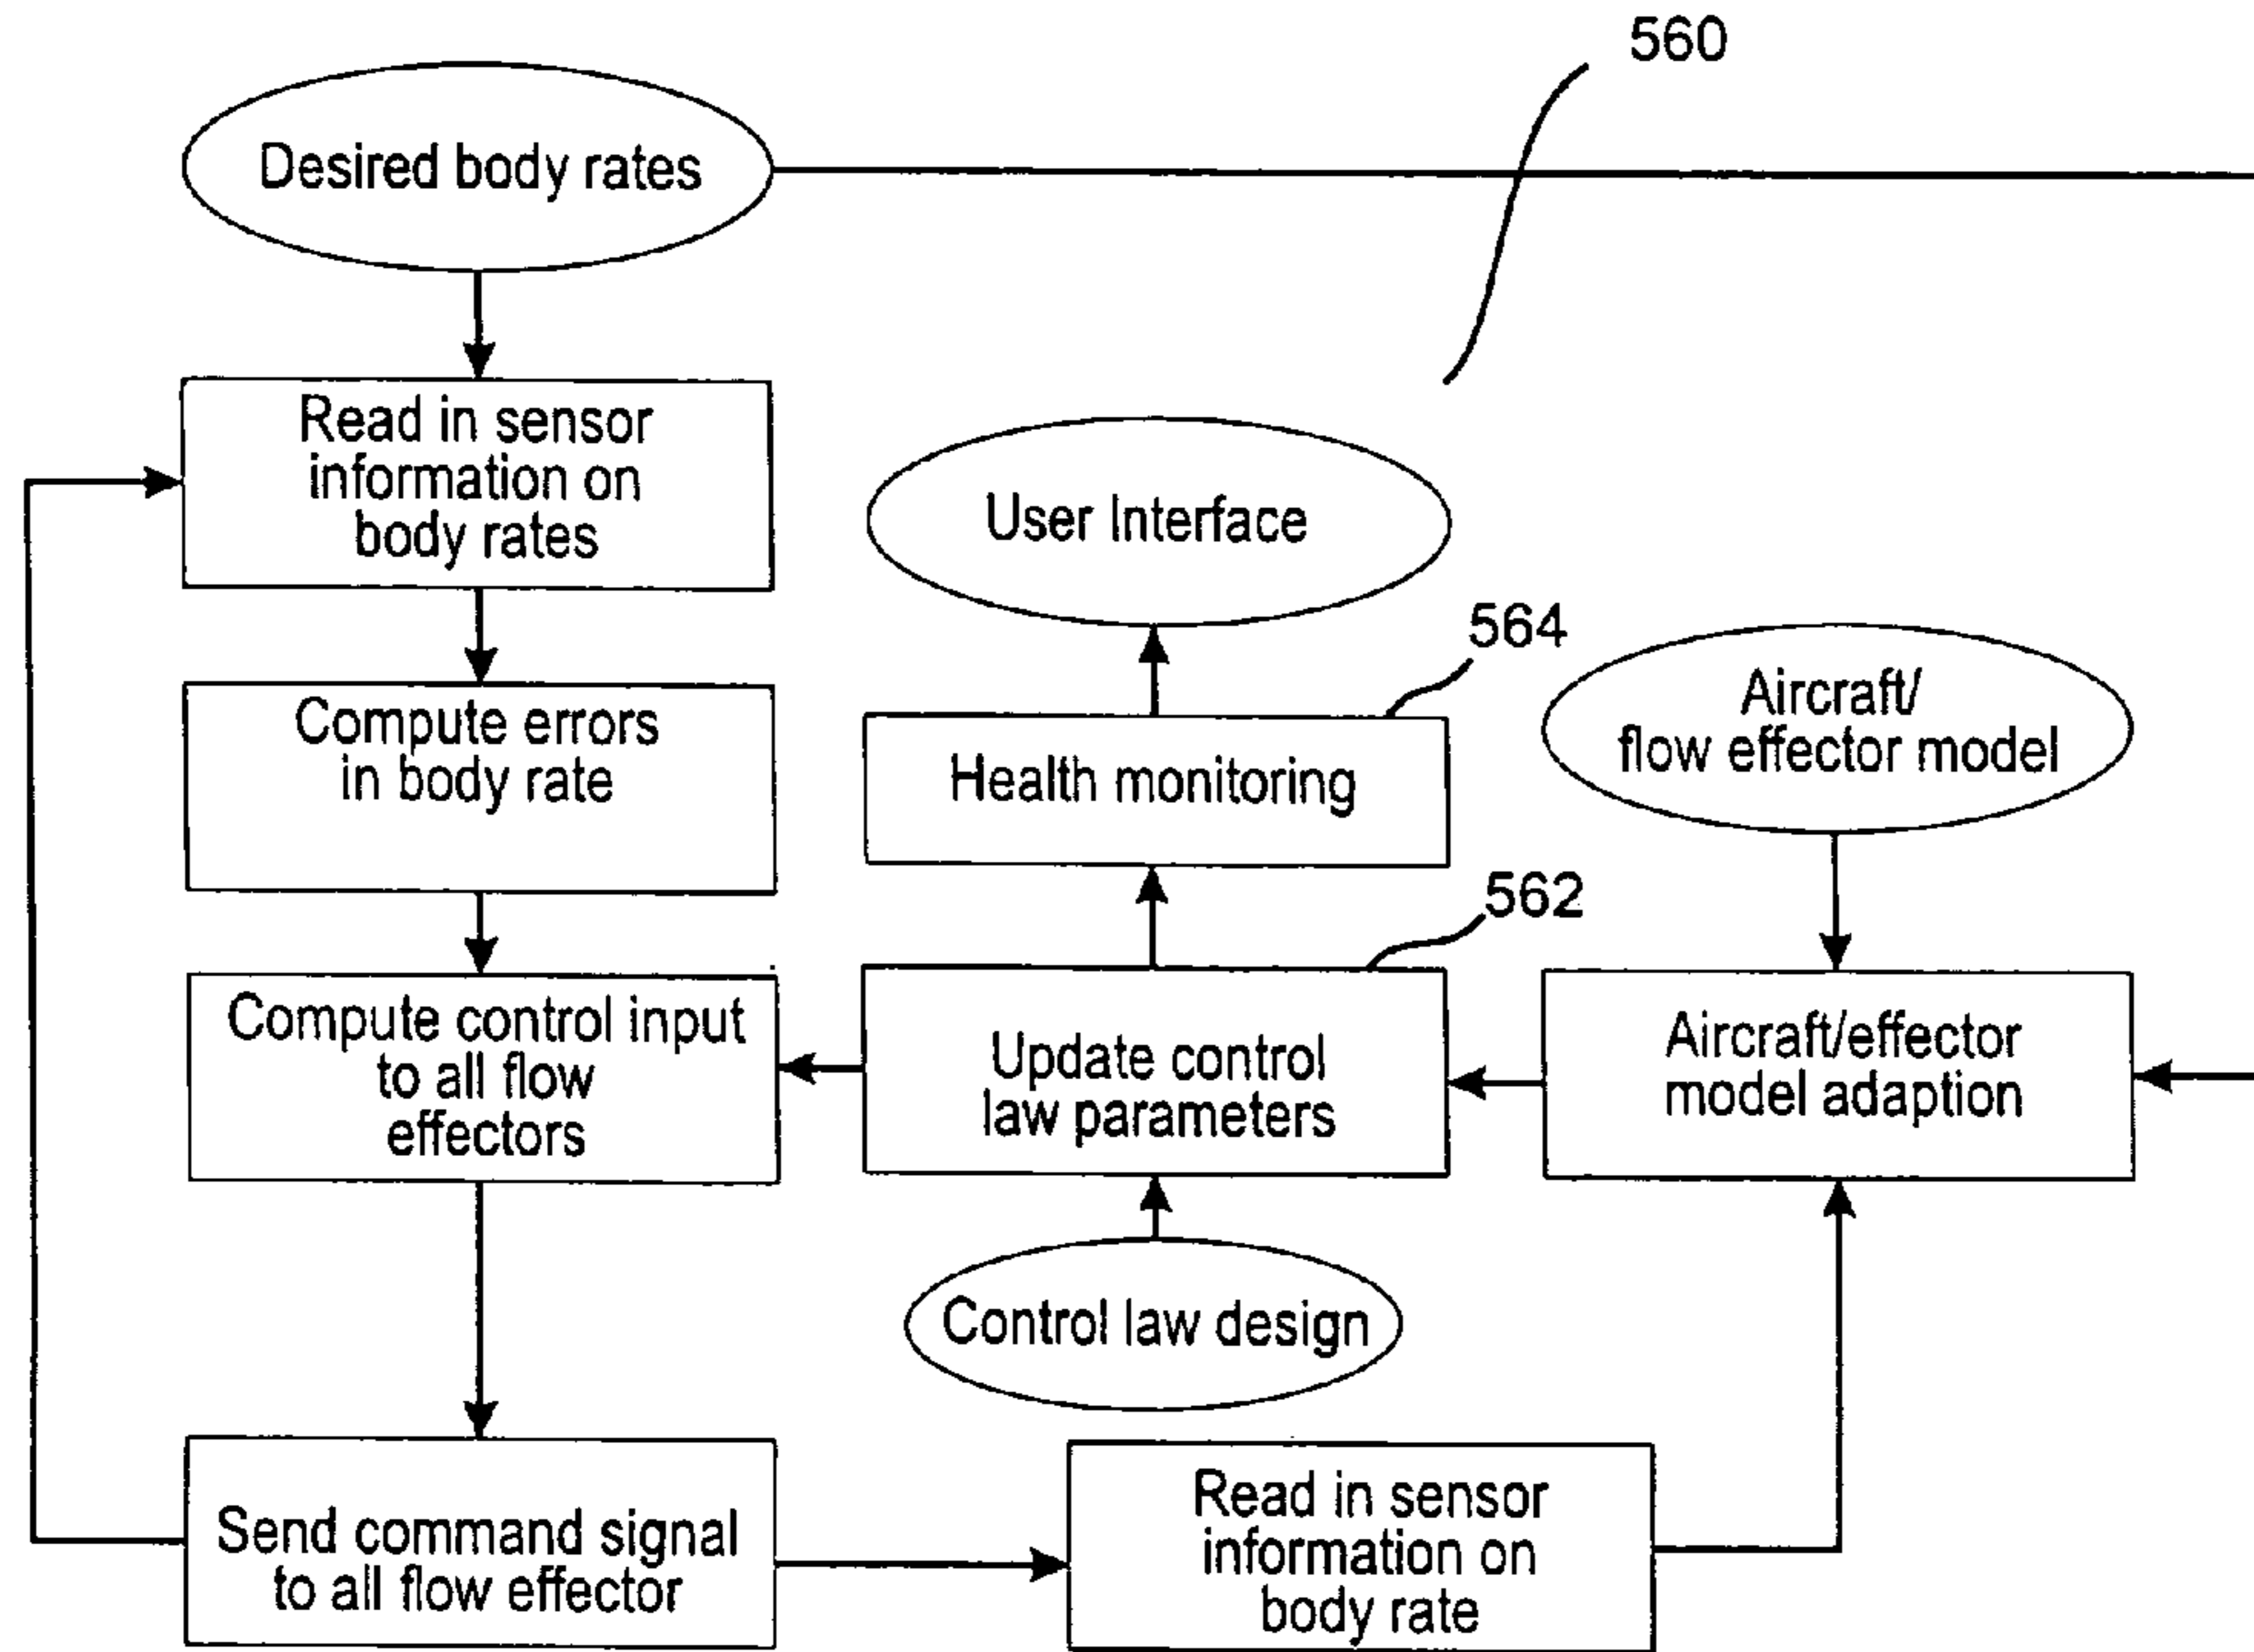 560
Desired body rates
Read in sensor
information on
body rates
User Interface
564
Compute errors
in body rate
Health monitoring
Aircraft/
flow effector model
562
Compute control input
to all flow
effectors
Update control
law parameters
Aircraft/effector
model adaption
Control law design
Send command signal
to all flow effector
Read in sensor
information on
body rate